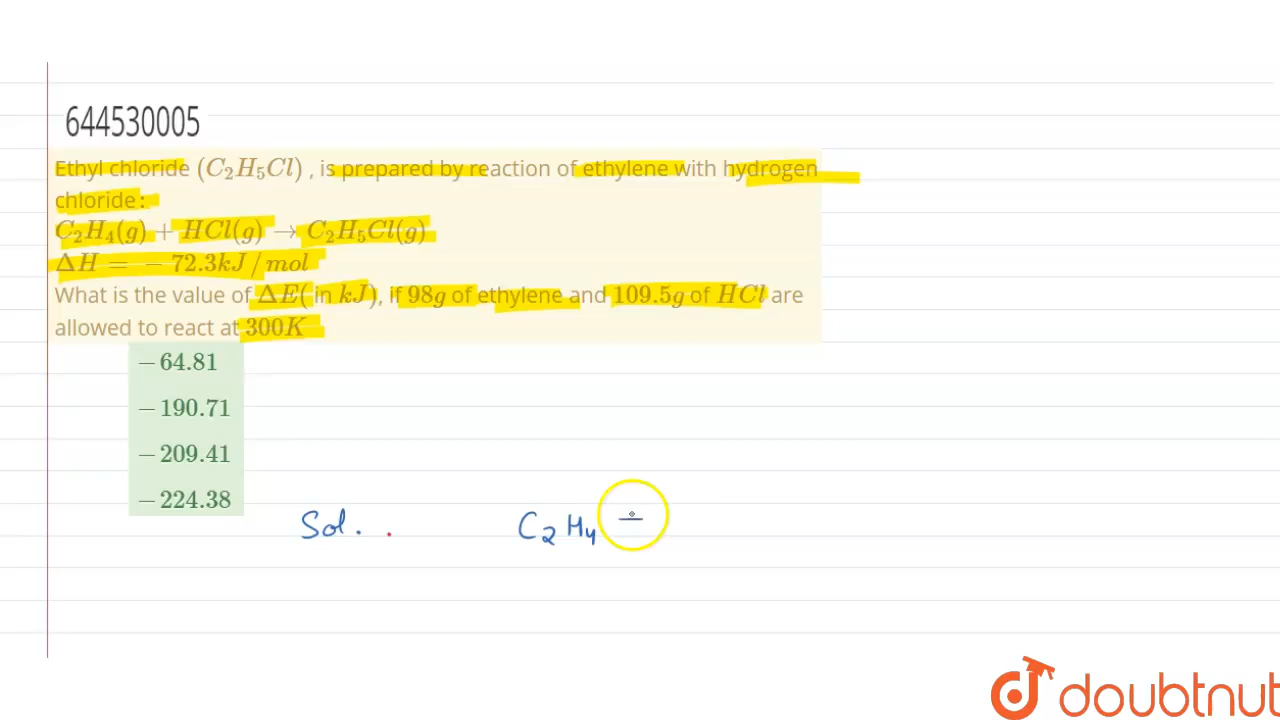 644530005
Ethyl chloride (C₂H₅Cl) , is prepared by reaction of ethylene with hydrogen
chloride:
C₂H₄(g) + HCl(g) → C₂H₅Cl(g)
ΔH = − 72.3kJ/mol
What is the value of ΔE( in kJ), if 98g of ethylene and 109.5g of HCl are
allowed to react at 300K
− 64.81
− 190.71
− 209.41
− 224.38
Sol. . C₂H₄ +
doubtnut